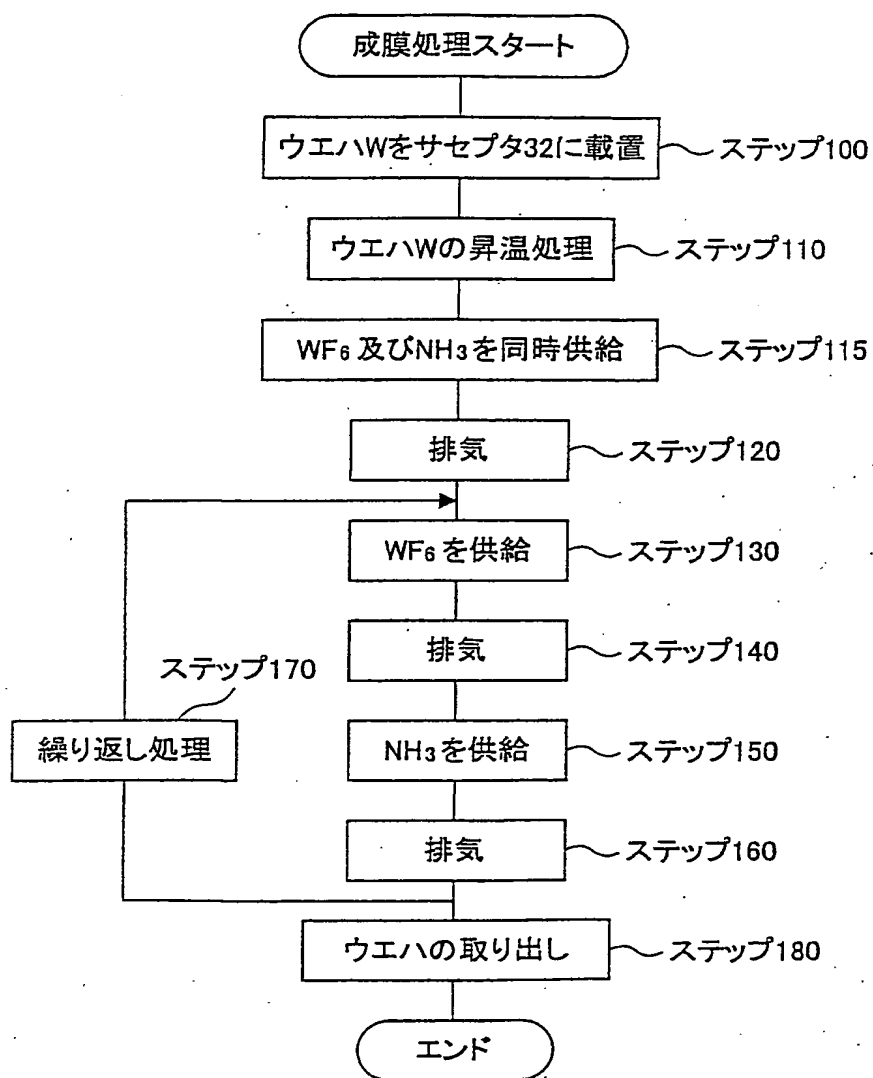 成膜処理スタート
ウエハWをサセプタ32に載置
ステップ100
ウエハWの昇温処理
ステップ110
WF₆及びNH₃を同時供給
ステップ115
排気
ステップ120
WF₆を供給
ステップ130
排気
ステップ140
ステップ170
繰り返し処理
NH₃を供給
ステップ150
排気
ステップ160
ウエハの取り出し
ステップ180
エンド